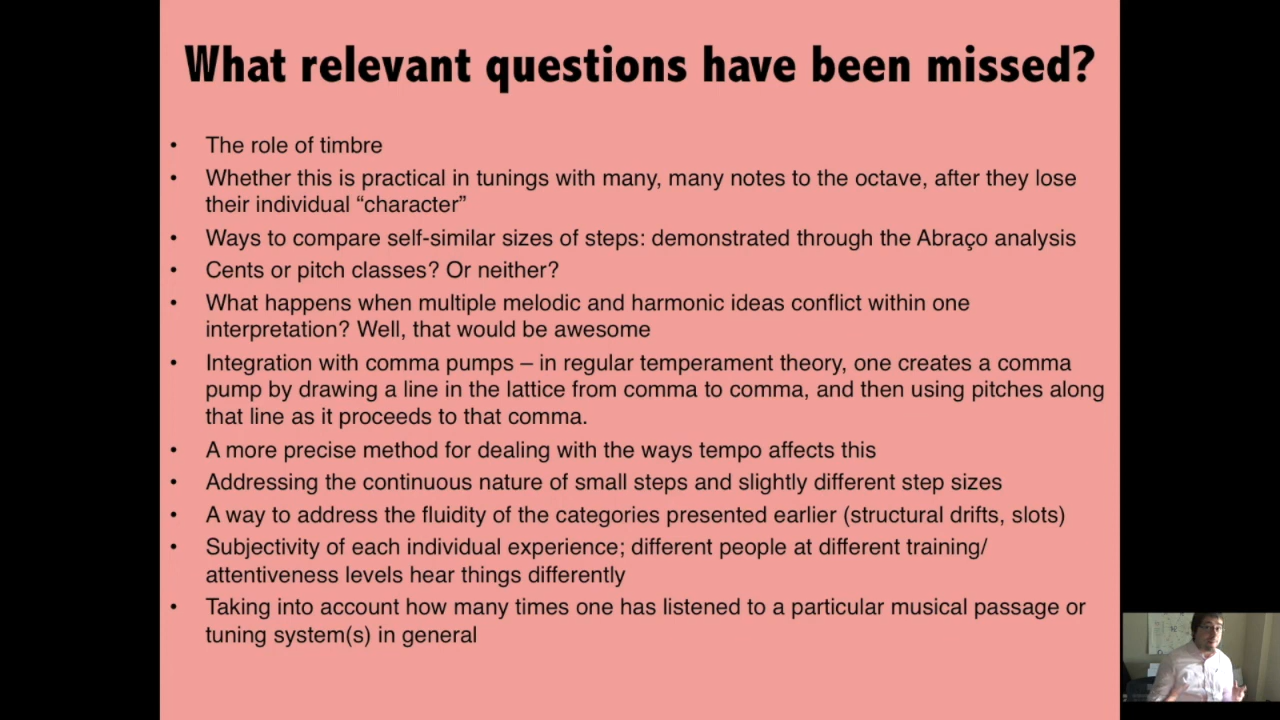 What relevant questions have been missed?
• The role of timbre
• Whether this is practical in tunings with many, many notes to the octave, after they lose
their individual “character”
• Ways to compare self-similar sizes of steps: demonstrated through the Abraço analysis
• Cents or pitch classes? Or neither?
• What happens when multiple melodic and harmonic ideas conflict within one
interpretation? Well, that would be awesome
• Integration with comma pumps – in regular temperament theory, one creates a comma
pump by drawing a line in the lattice from comma to comma, and then using pitches along
that line as it proceeds to that comma.
• A more precise method for dealing with the ways tempo affects this
• Addressing the continuous nature of small steps and slightly different step sizes
• A way to address the fluidity of the categories presented earlier (structural drifts, slots)
• Subjectivity of each individual experience; different people at different training/
attentiveness levels hear things differently
• Taking into account how many times one has listened to a particular musical passage or
tuning system(s) in general